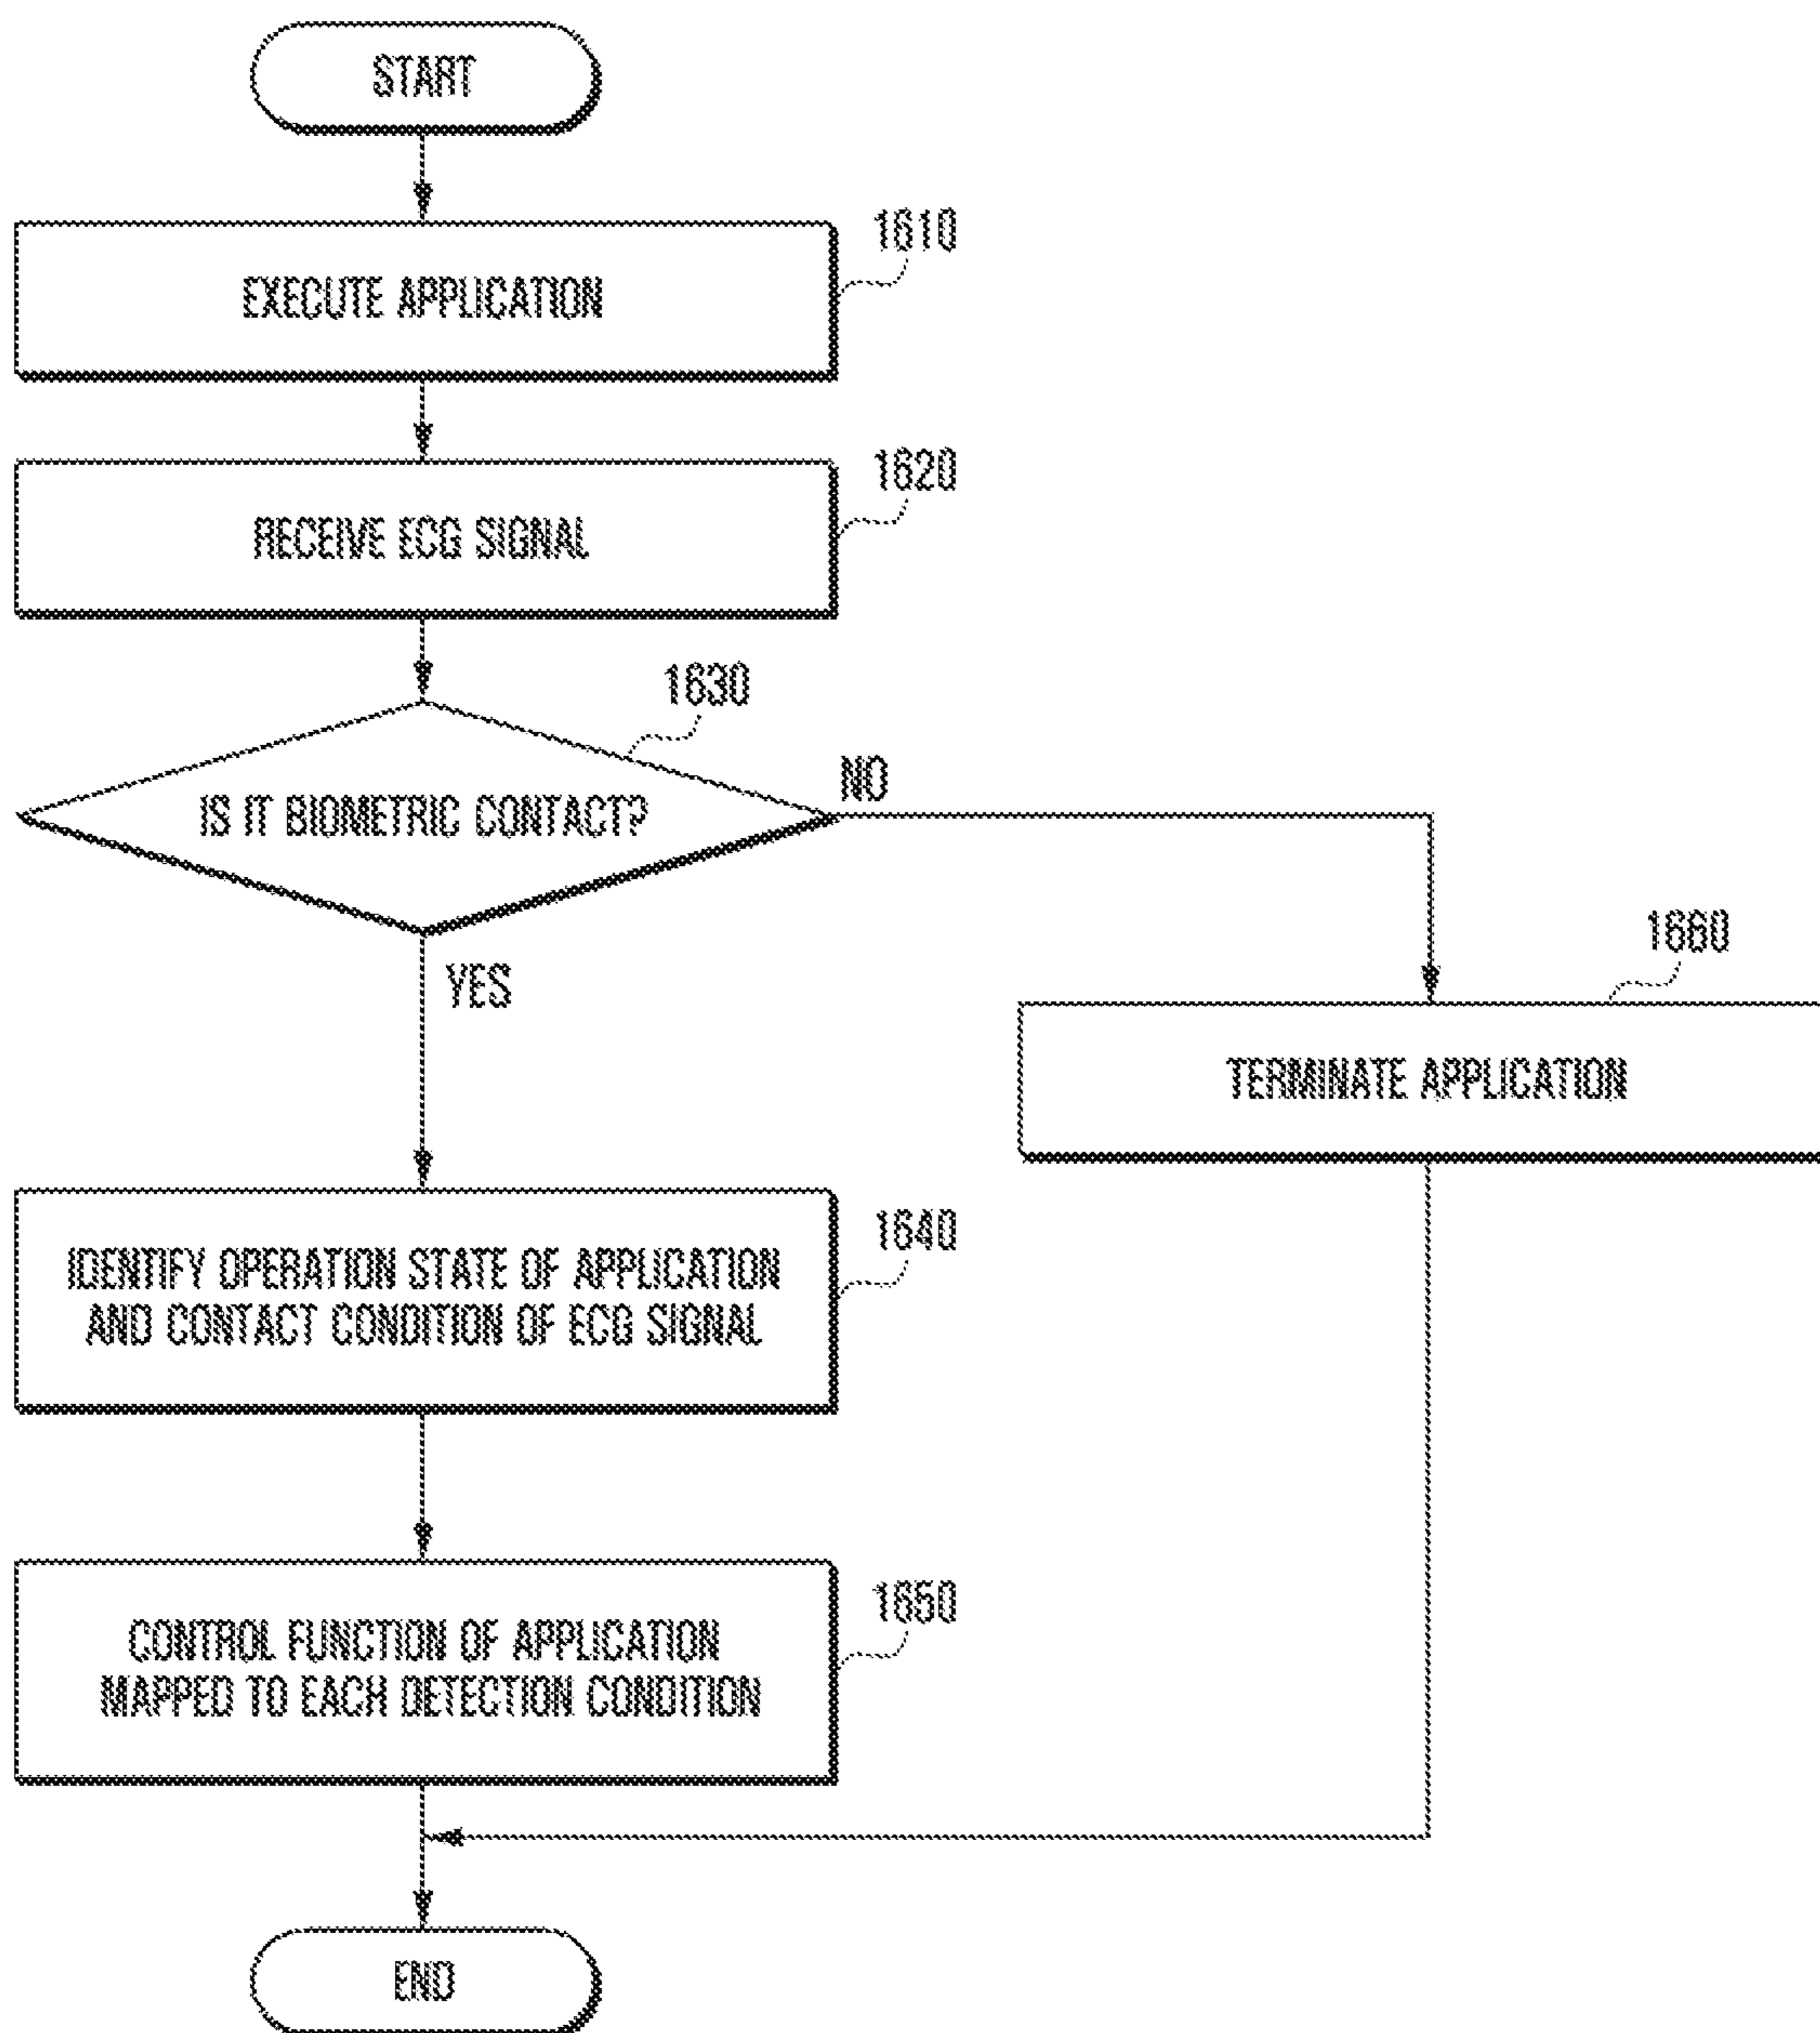 START
1610
EXECUTE APPLICATION
1620
RECEIVE ECG SIGNAL
1630
IS IT BIOMETRIC CONTACT?
NO
YES
1660
TERMINATE APPLICATION
1640
IDENTIFY OPERATION STATE OF APPLICATION
AND CONTACT CONDITION OF ECG SIGNAL
1650
CONTROL FUNCTION OF APPLICATION
MAPPED TO EACH DETECTION CONDITION
END